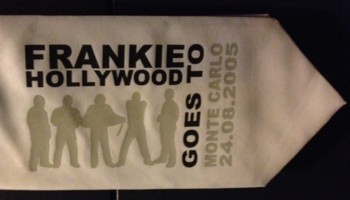 FRANKIE
HOLLYWOOD
GOES TO
MONTE CARLO
24.08.2005